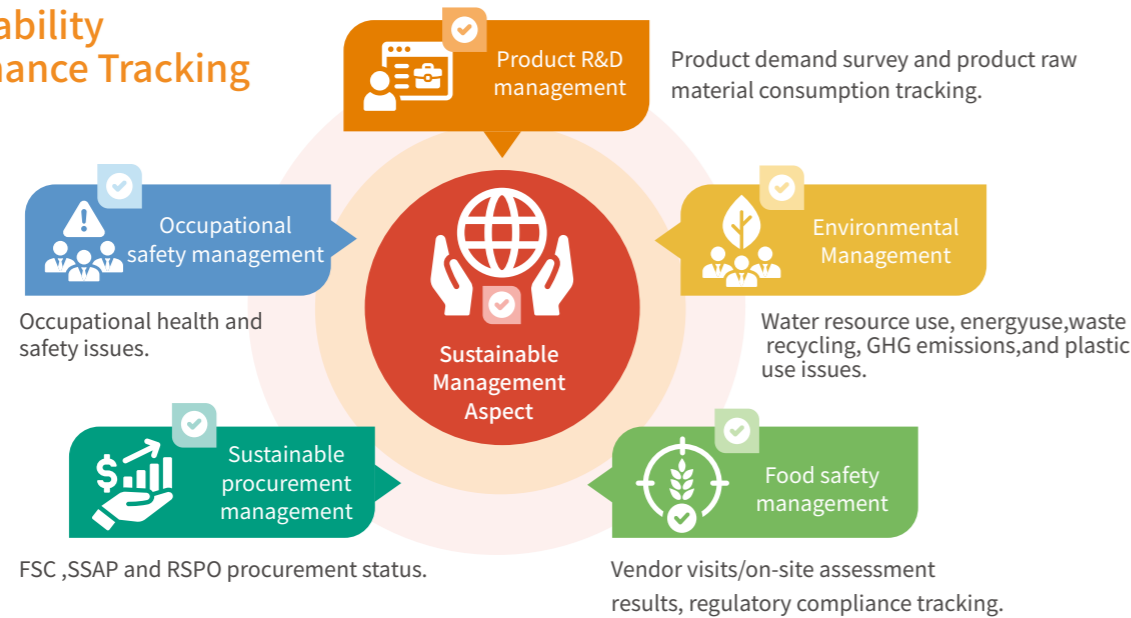 ability
nance Tracking
Product R&D
management
Product demand survey and product raw
material consumption tracking.
Occupational
safety management
Occupational health and
safety issues.
Environmental
Management
Water resource use, energyuse,waste
recycling, GHG emissions,and plastic
use issues.
Sustainable
Management
Aspect
Sustainable
procurement
management
FSC ,SSAP and RSPO procurement status.
Food safety
management
Vendor visits/on-site assessment
results, regulatory compliance tracking.